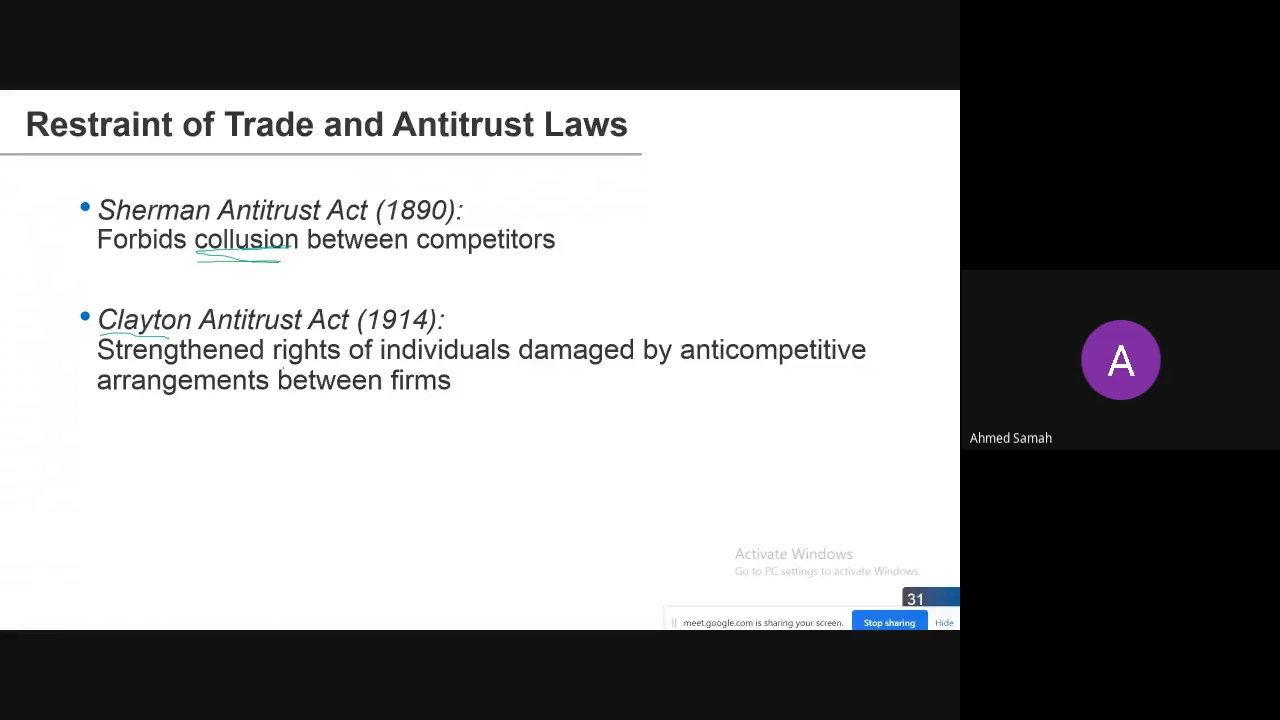 Restraint of Trade and Antitrust Laws
• Sherman Antitrust Act (1890):
Forbids collusion between competitors
• Clayton Antitrust Act (1914):
Strengthened rights of individuals damaged by anticompetitive
arrangements between firms
A
Ahmed Samah
Activate Windows
Go to PC settings to activate Windows.
31
meet.google.com is sharing your screen. Stop sharing Hide